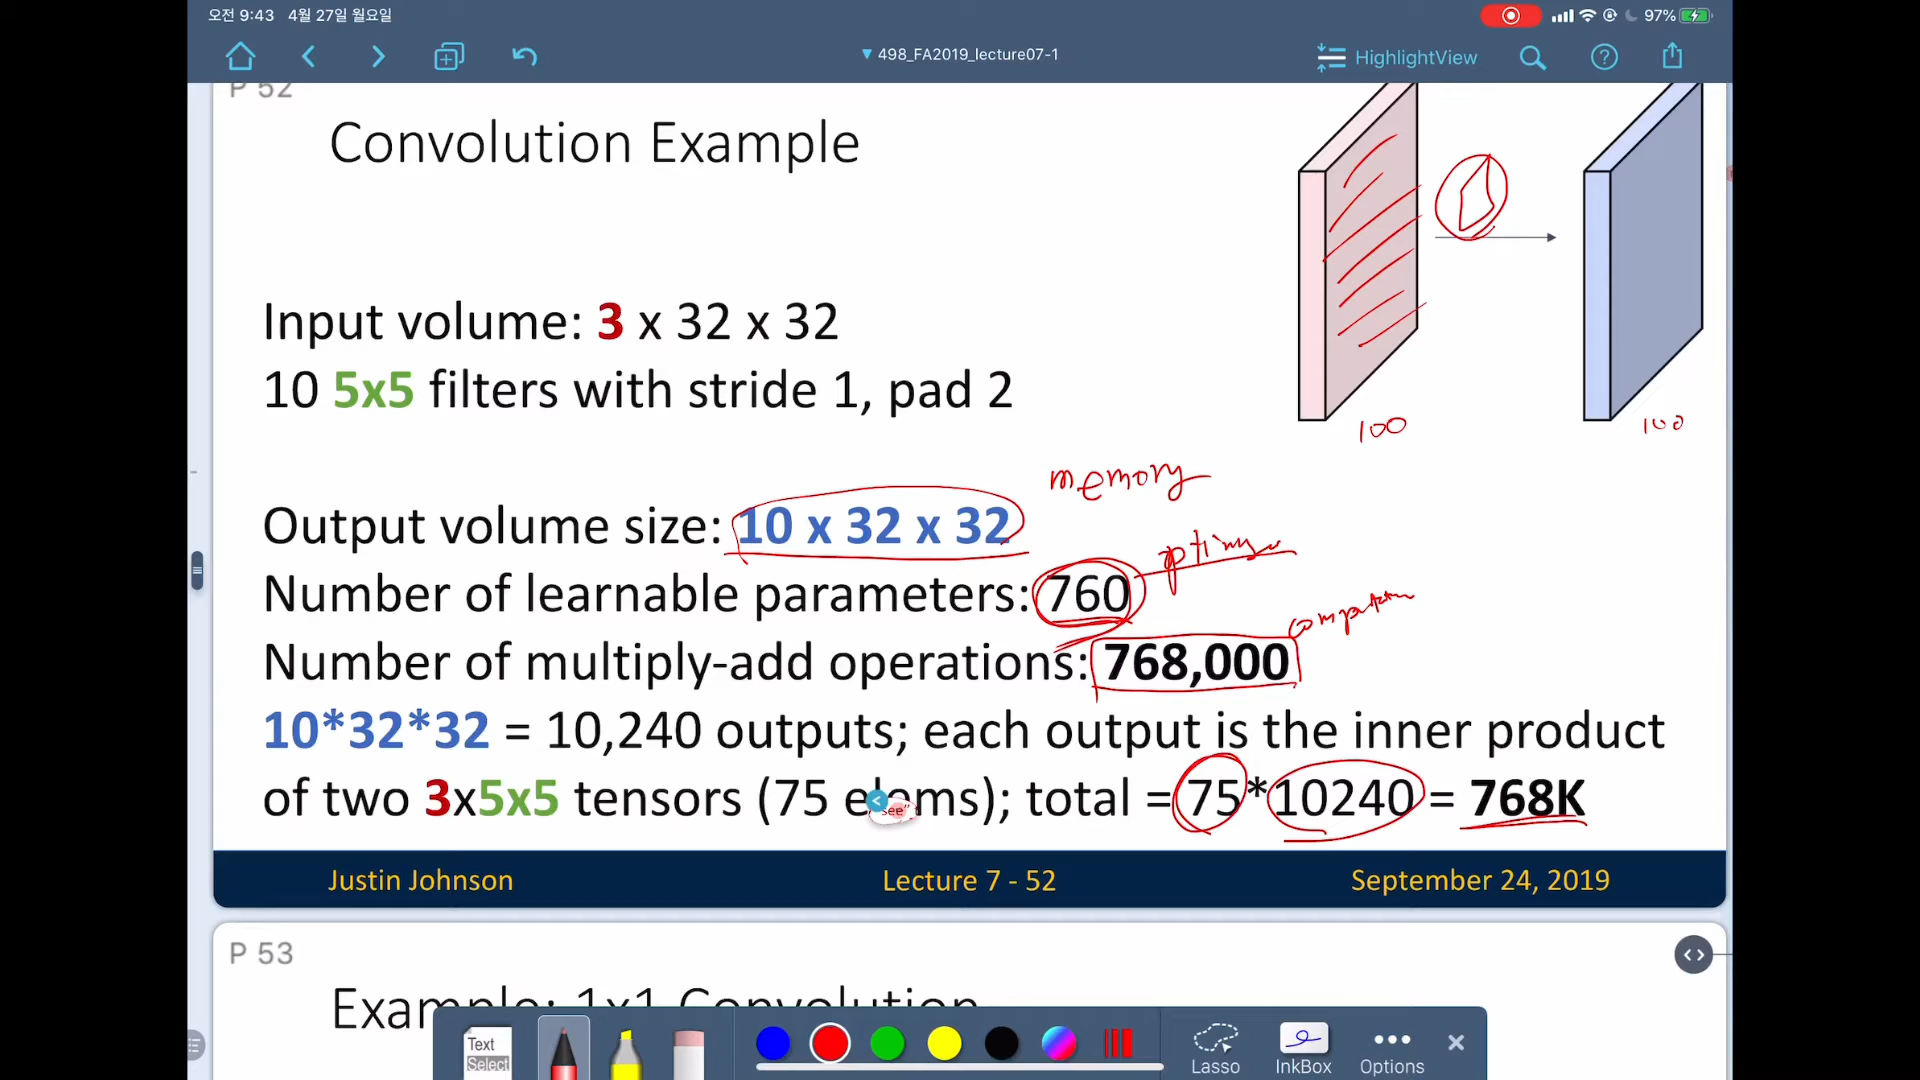 오전 9:43 4월 27일 월요일
97%
498_FA2019_lecture07-1
HighlightView
P 52
Convolution Example
Input volume: 3 x 32 x 32
10 5x5 filters with stride 1, pad 2
100
100
memory
Output volume size: 10 x 32 x 32
Number of learnable parameters: 760
Number of multiply-add operations: 768,000
10*32*32 = 10,240 outputs; each output is the inner product
of two 3x5x5 tensors (75 elems); total = 75*10240 = 768K
see"
Justin Johnson
Lecture 7 - 52
September 24, 2019
P 53
Example: 1x1 Convolution
Text
Select
Lasso
InkBox
Options